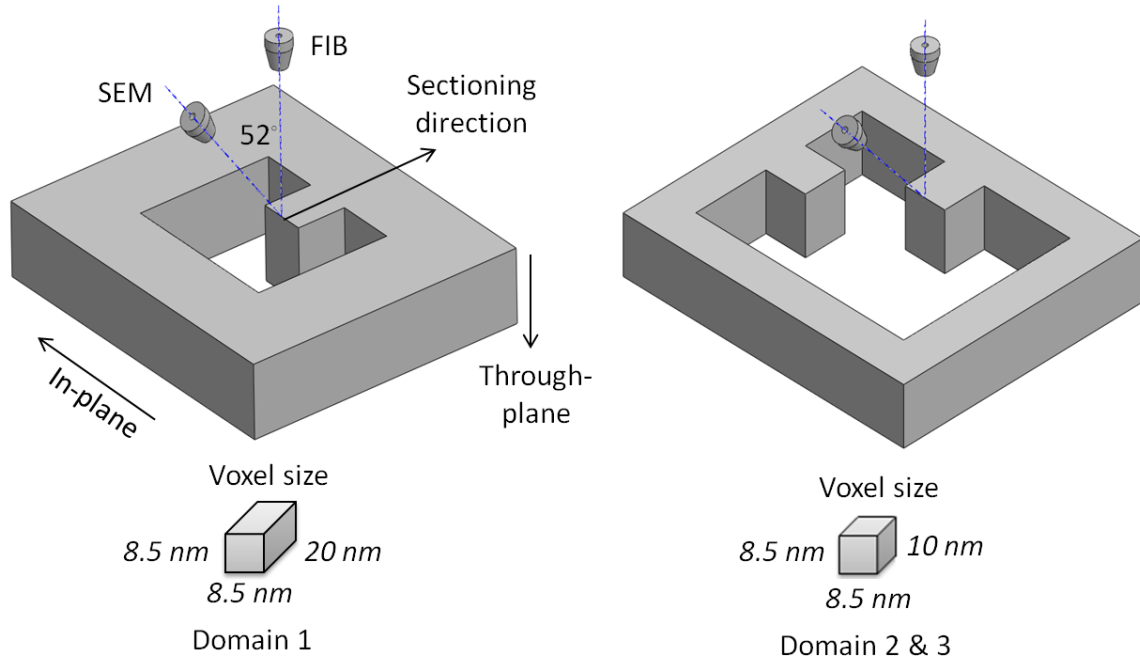 FIB
SEM
Sectioning
direction
52°
In-plane
Through-
plane
Voxel size
8.5 nm
20 nm
8.5 nm
Domain 1
Voxel size
8.5 nm
10 nm
8.5 nm
Domain 2 & 3